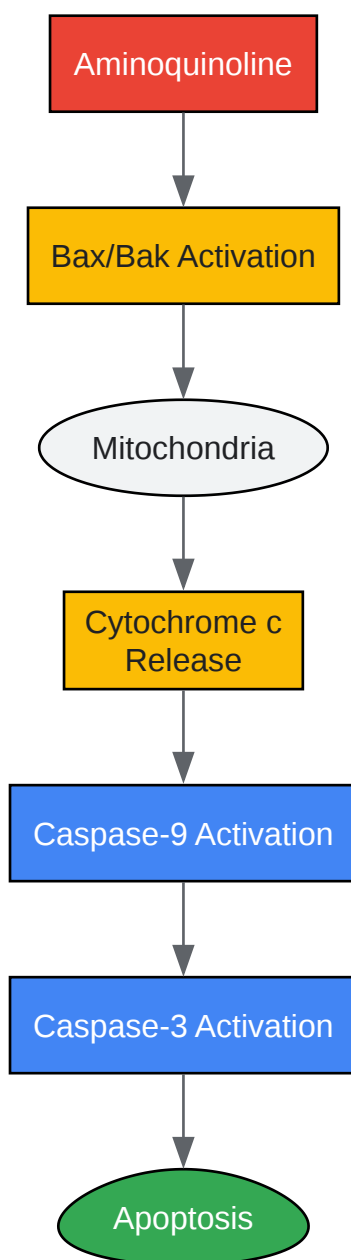 Aminoquinoline
Bax/Bak Activation
Mitochondria
Cytochrome c
Release
Caspase-9 Activation
Caspase-3 Activation
Apoptosis